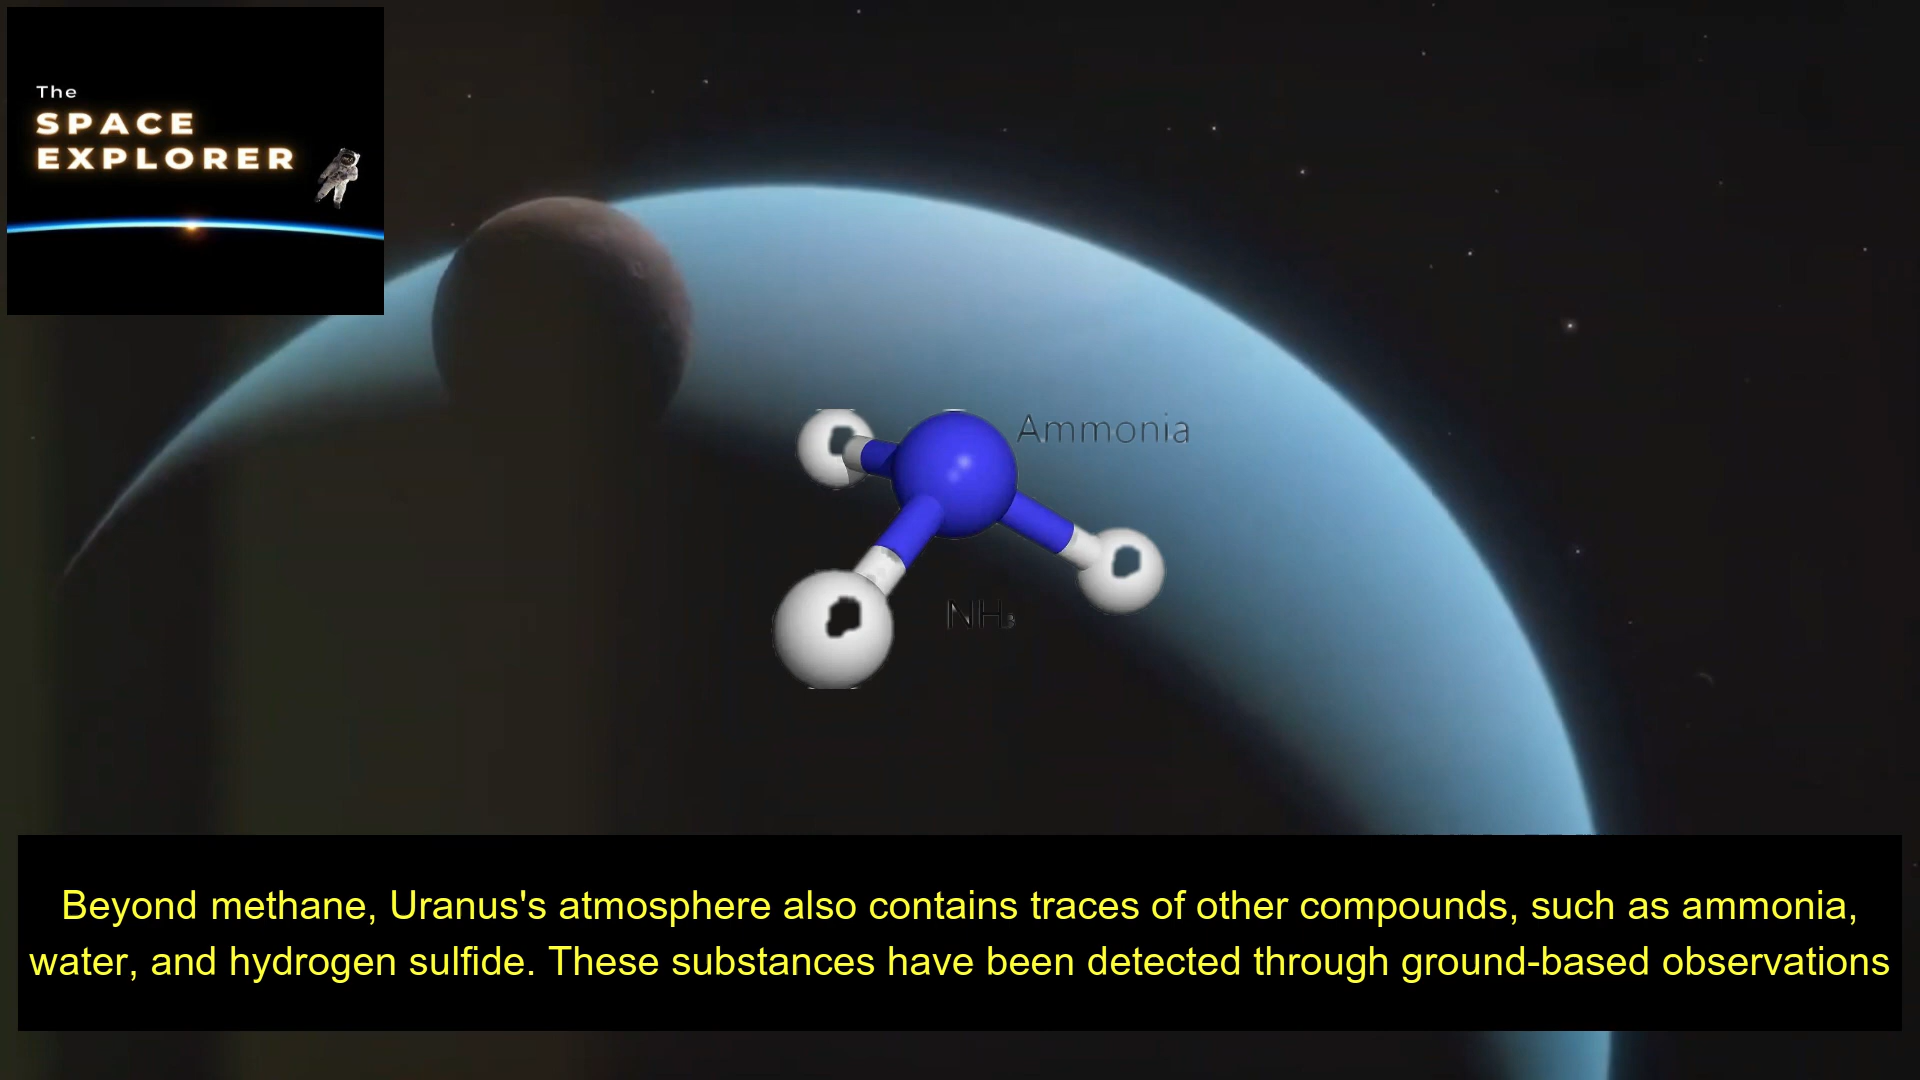 The
SPACE
EXPLORER
Ammonia
NH₃
Beyond methane, Uranus's atmosphere also contains traces of other compounds, such as ammonia,
water, and hydrogen sulfide. These substances have been detected through ground-based observations